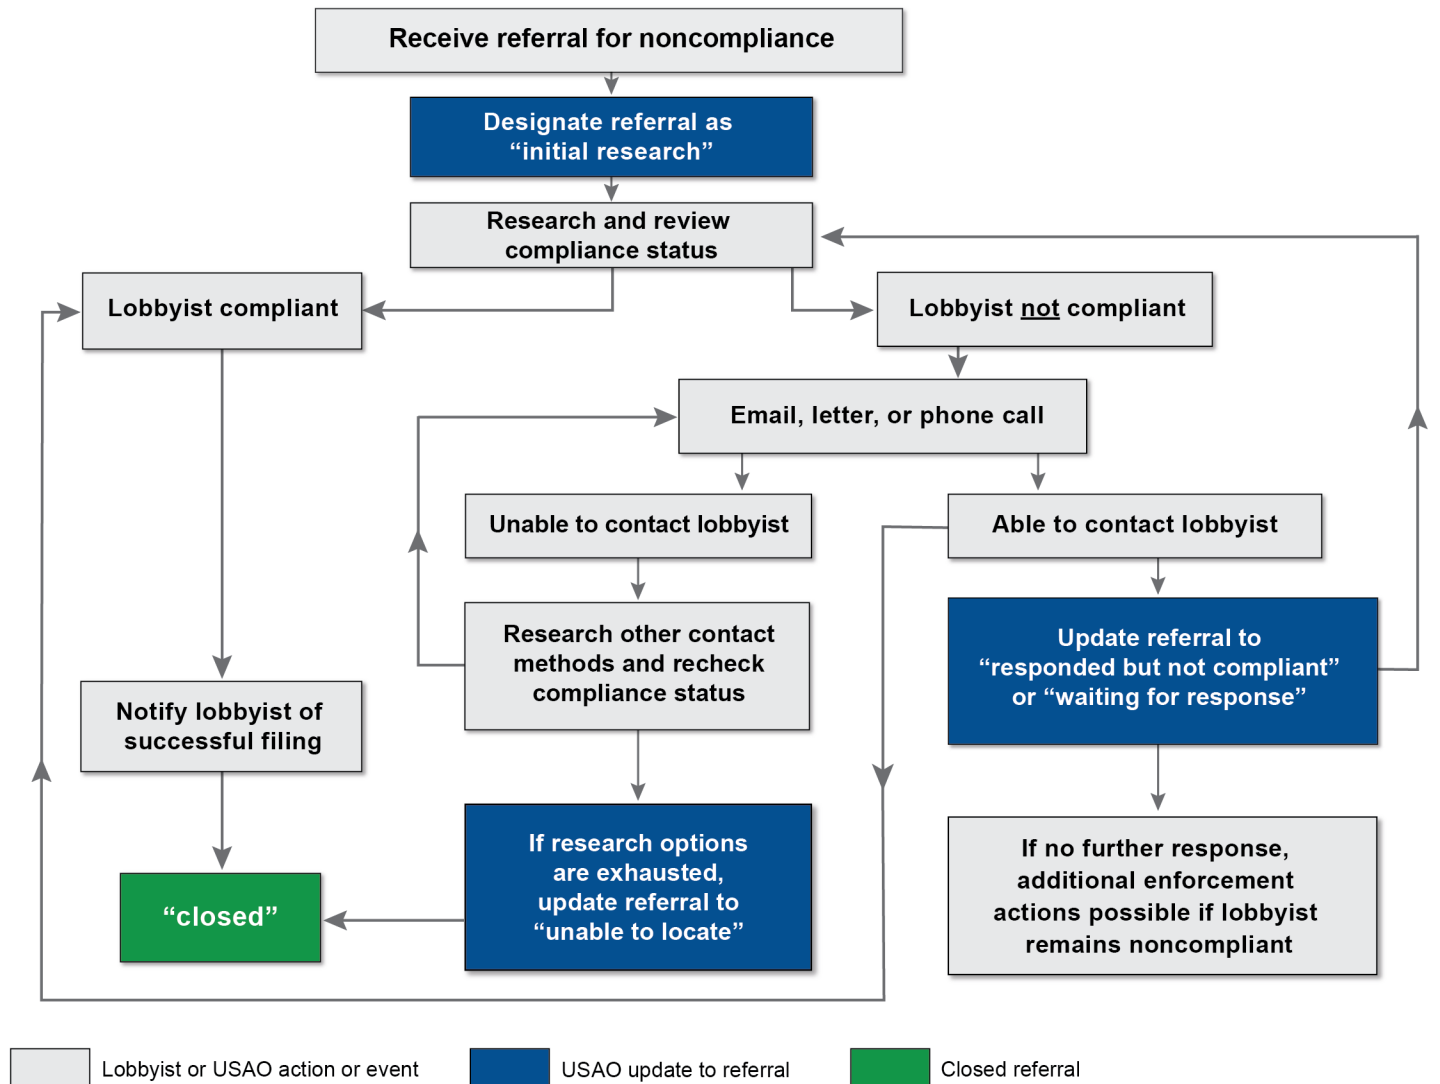 Receive referral for noncompliance
Designate referral as
“initial research”
Research and review
compliance status
Lobbyist compliant
Lobbyist not compliant
Email, letter, or phone call
Unable to contact lobbyist
Able to contact lobbyist
Research other contact
methods and recheck
compliance status
Update referral to
“responded but not compliant”
or “waiting for response”
Notify lobbyist of
successful filing
If research options
are exhausted,
update referral to
“unable to locate”
If no further response,
additional enforcement
actions possible if lobbyist
remains noncompliant
“closed”
Lobbyist or USAO action or event
USAO update to referral
Closed referral